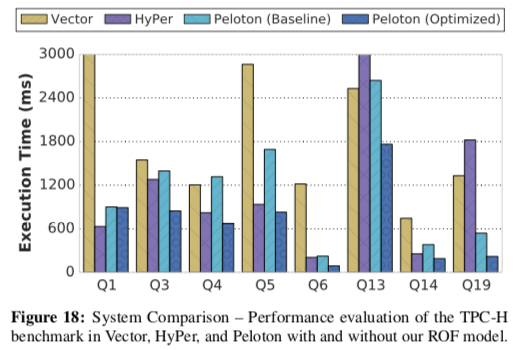 Vector HyPer Peloton (Baseline) Peloton (Optimized)
Execution Time (ms)
3000
2400
1800
1200
600
0
Q1 Q3 Q4 Q5 Q6 Q13 Q14 Q19
Figure 18: System Comparison – Performance evaluation of the TPC-H
benchmark in Vector, HyPer, and Peloton with and without our ROF model.